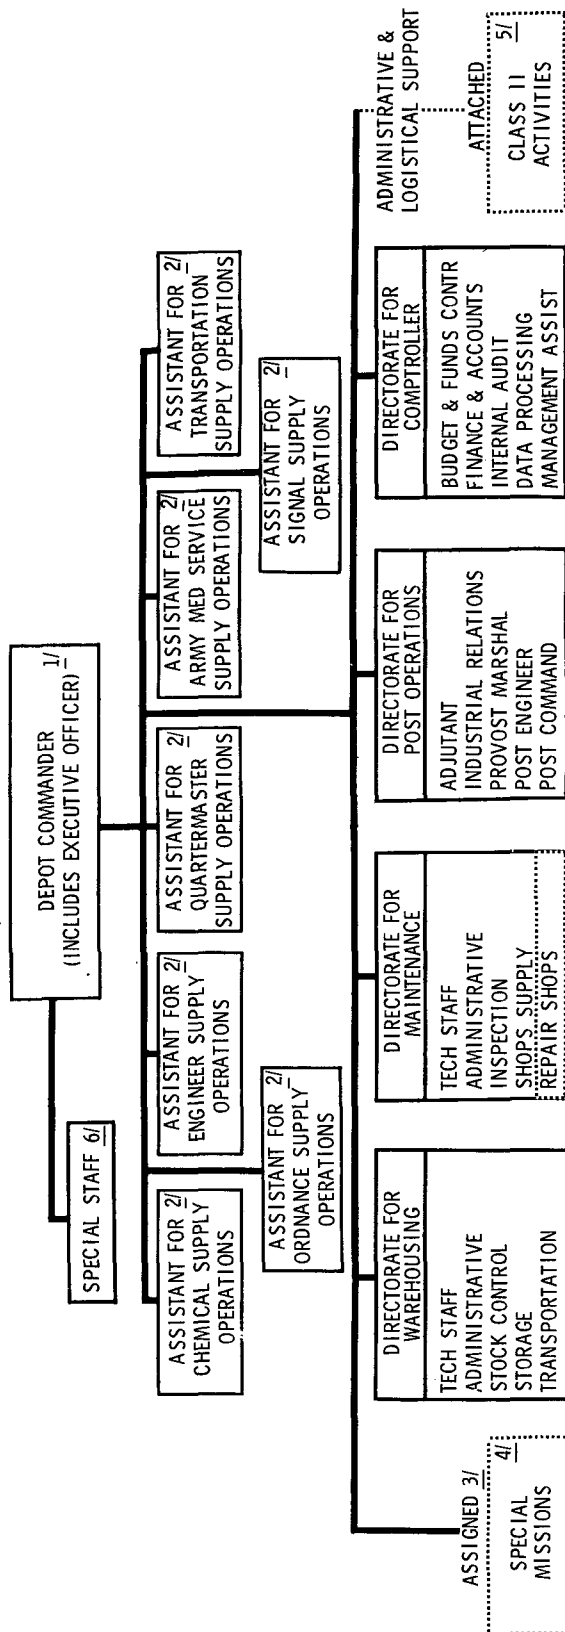 DEPOT COMMANDER 1/
(INCLUDES EXECUTIVE OFFICER)
SPECIAL STAFF 6/
ASSISTANT FOR 2/
CHEMICAL SUPPLY
OPERATIONS
ASSISTANT FOR 2/
ENGINEER SUPPLY
OPERATIONS
ASSISTANT FOR 2/
QUARTERMASTER
SUPPLY OPERATIONS
ASSISTANT FOR 2/
ARMY MED SERVICE
SUPPLY OPERATIONS
ASSISTANT FOR 2/
TRANSPORTATION
SUPPLY OPERATIONS
ASSISTANT FOR 2/
ORDNANCE SUPPLY
OPERATIONS
ASSISTANT FOR 2/
SIGNAL SUPPLY
OPERATIONS
ASSIGNED 3/
4/
SPECIAL
MISSIONS
DIRECTORATE FOR
WAREHOUSING
TECH STAFF
ADMINISTRATIVE
STOCK CONTROL
STORAGE
TRANSPORTATION
DIRECTORATE FOR
MAINTENANCE
TECH STAFF
ADMINISTRATIVE
INSPECTION
SHOPS SUPPLY
REPAIR SHOPS
DIRECTORATE FOR
POST OPERATIONS
ADJUTANT
INDUSTRIAL RELATIONS
PROVOST MARSHAL
POST ENGINEER
POST COMMAND
DIRECTORATE FOR
COMPTROLLER
BUDGET & FUNDS CONTR
FINANCE & ACCOUNTS
INTERNAL AUDIT
DATA PROCESSING
MANAGEMENT ASSIST
ADMINISTRATIVE &
LOGISTICAL SUPPORT
ATTACHED
5/
CLASS II
ACTIVITIES